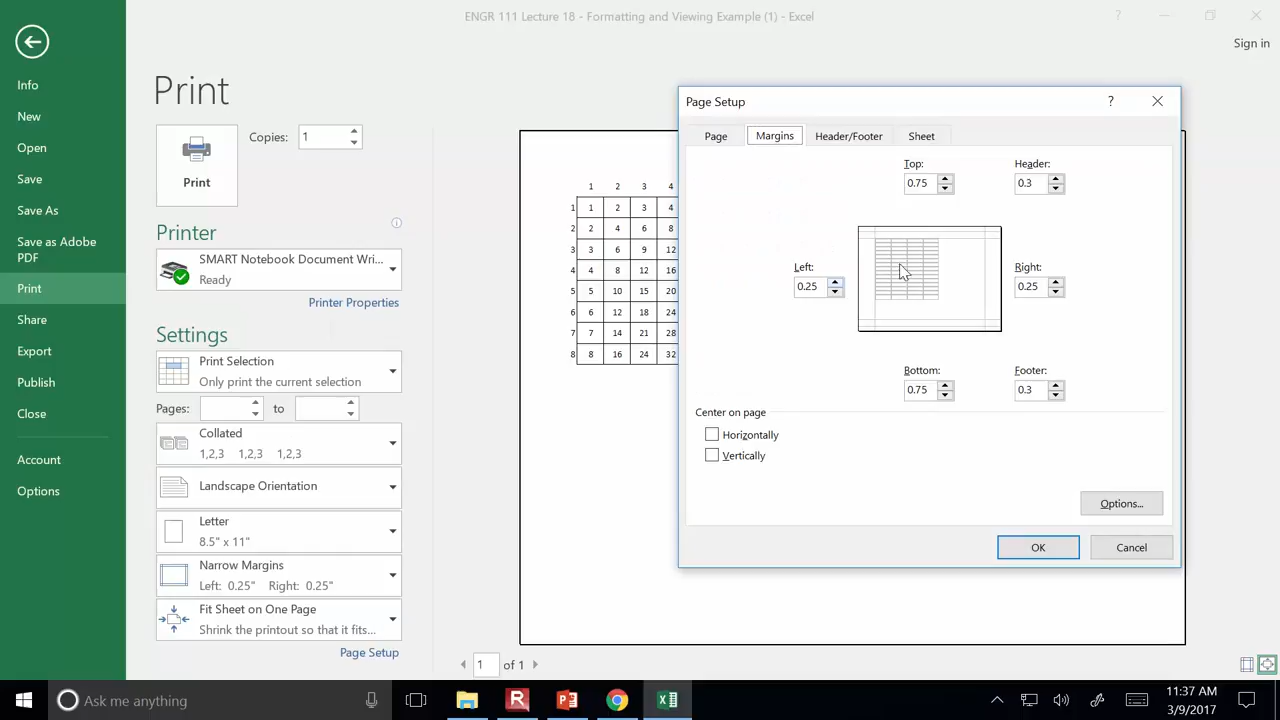 ENGR 111 Lecture 18 - Formatting and Viewing Example (1) - Excel
?
Sign in
Info
New
Open
Save
Save As
Save as Adobe
PDF
Print
Share
Export
Publish
Close
Account
Options
Print
Print
Copies: 1
Printer
SMART Notebook Document Wri...
Ready
Printer Properties
Settings
Print Selection
Only print the current selection
Pages: to
Collated
1,2,3 1,2,3 1,2,3
Landscape Orientation
Letter
8.5" x 11"
Narrow Margins
Left: 0.25" Right: 0.25"
Fit Sheet on One Page
Shrink the printout so that it fits...
Page Setup
1 2 3 4
1 1 2 3 4
2 2 4 6 8
3 3 6 9 12
4 4 8 12 16
5 5 10 15 20
6 6 12 18 24
7 7 14 21 28
8 8 16 24 32
1 of 1
Page Setup
?
Page Margins Header/Footer Sheet
Top: Header:
0.75 0.3
Left: Right:
0.25 0.25
Bottom: Footer:
0.75 0.3
Center on page
Horizontally
Vertically
Options...
OK Cancel
Ask me anything
11:37 AM
3/9/2017